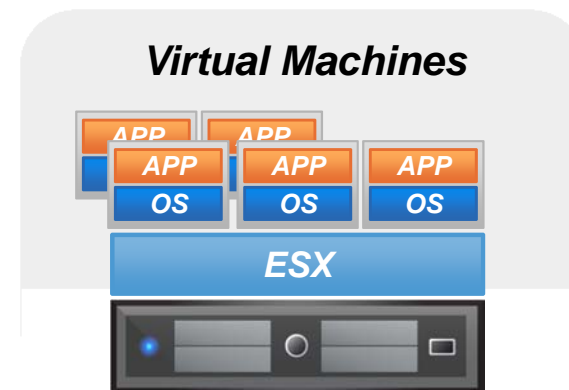 Virtual Machines
APP APP
APP APP APP
OS OS OS
ESX